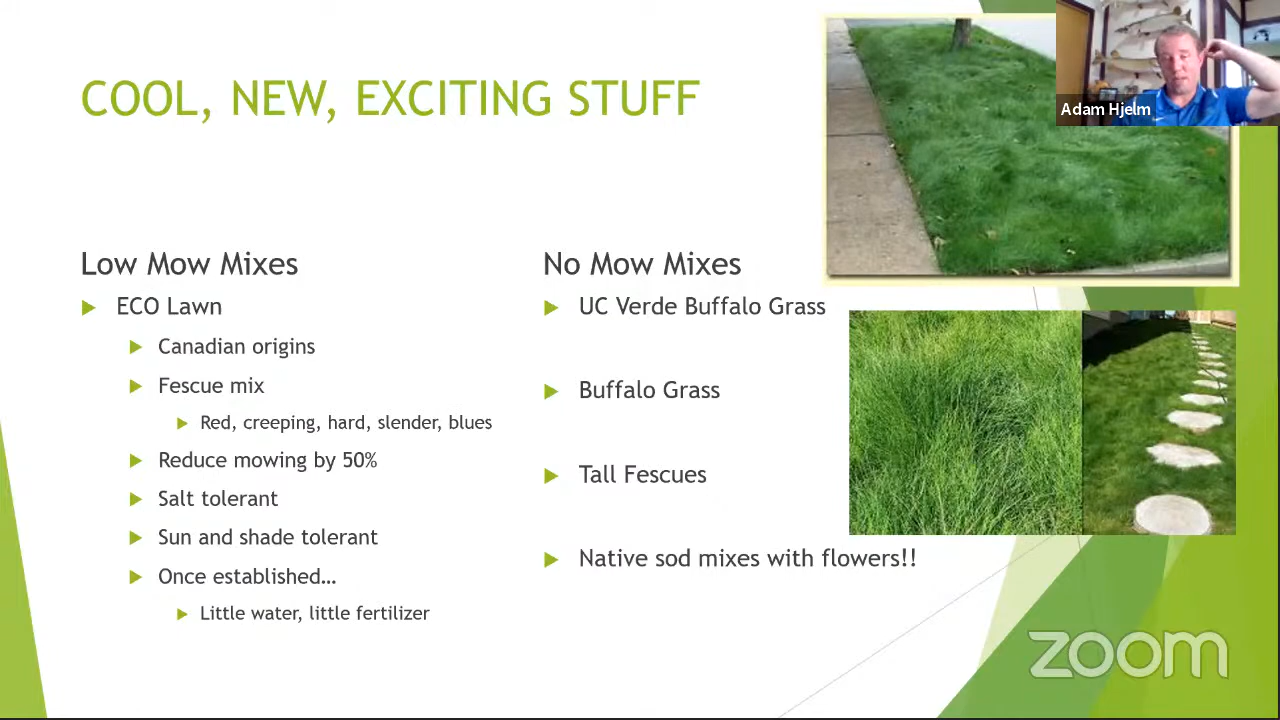 COOL, NEW, EXCITING STUFF
Adam Hjelm
Low Mow Mixes
ECO Lawn
Canadian origins
Fescue mix
Red, creeping, hard, slender, blues
Reduce mowing by 50%
Salt tolerant
Sun and shade tolerant
Once established…
Little water, little fertilizer
No Mow Mixes
UC Verde Buffalo Grass
Buffalo Grass
Tall Fescues
Native sod mixes with flowers!!
zoom